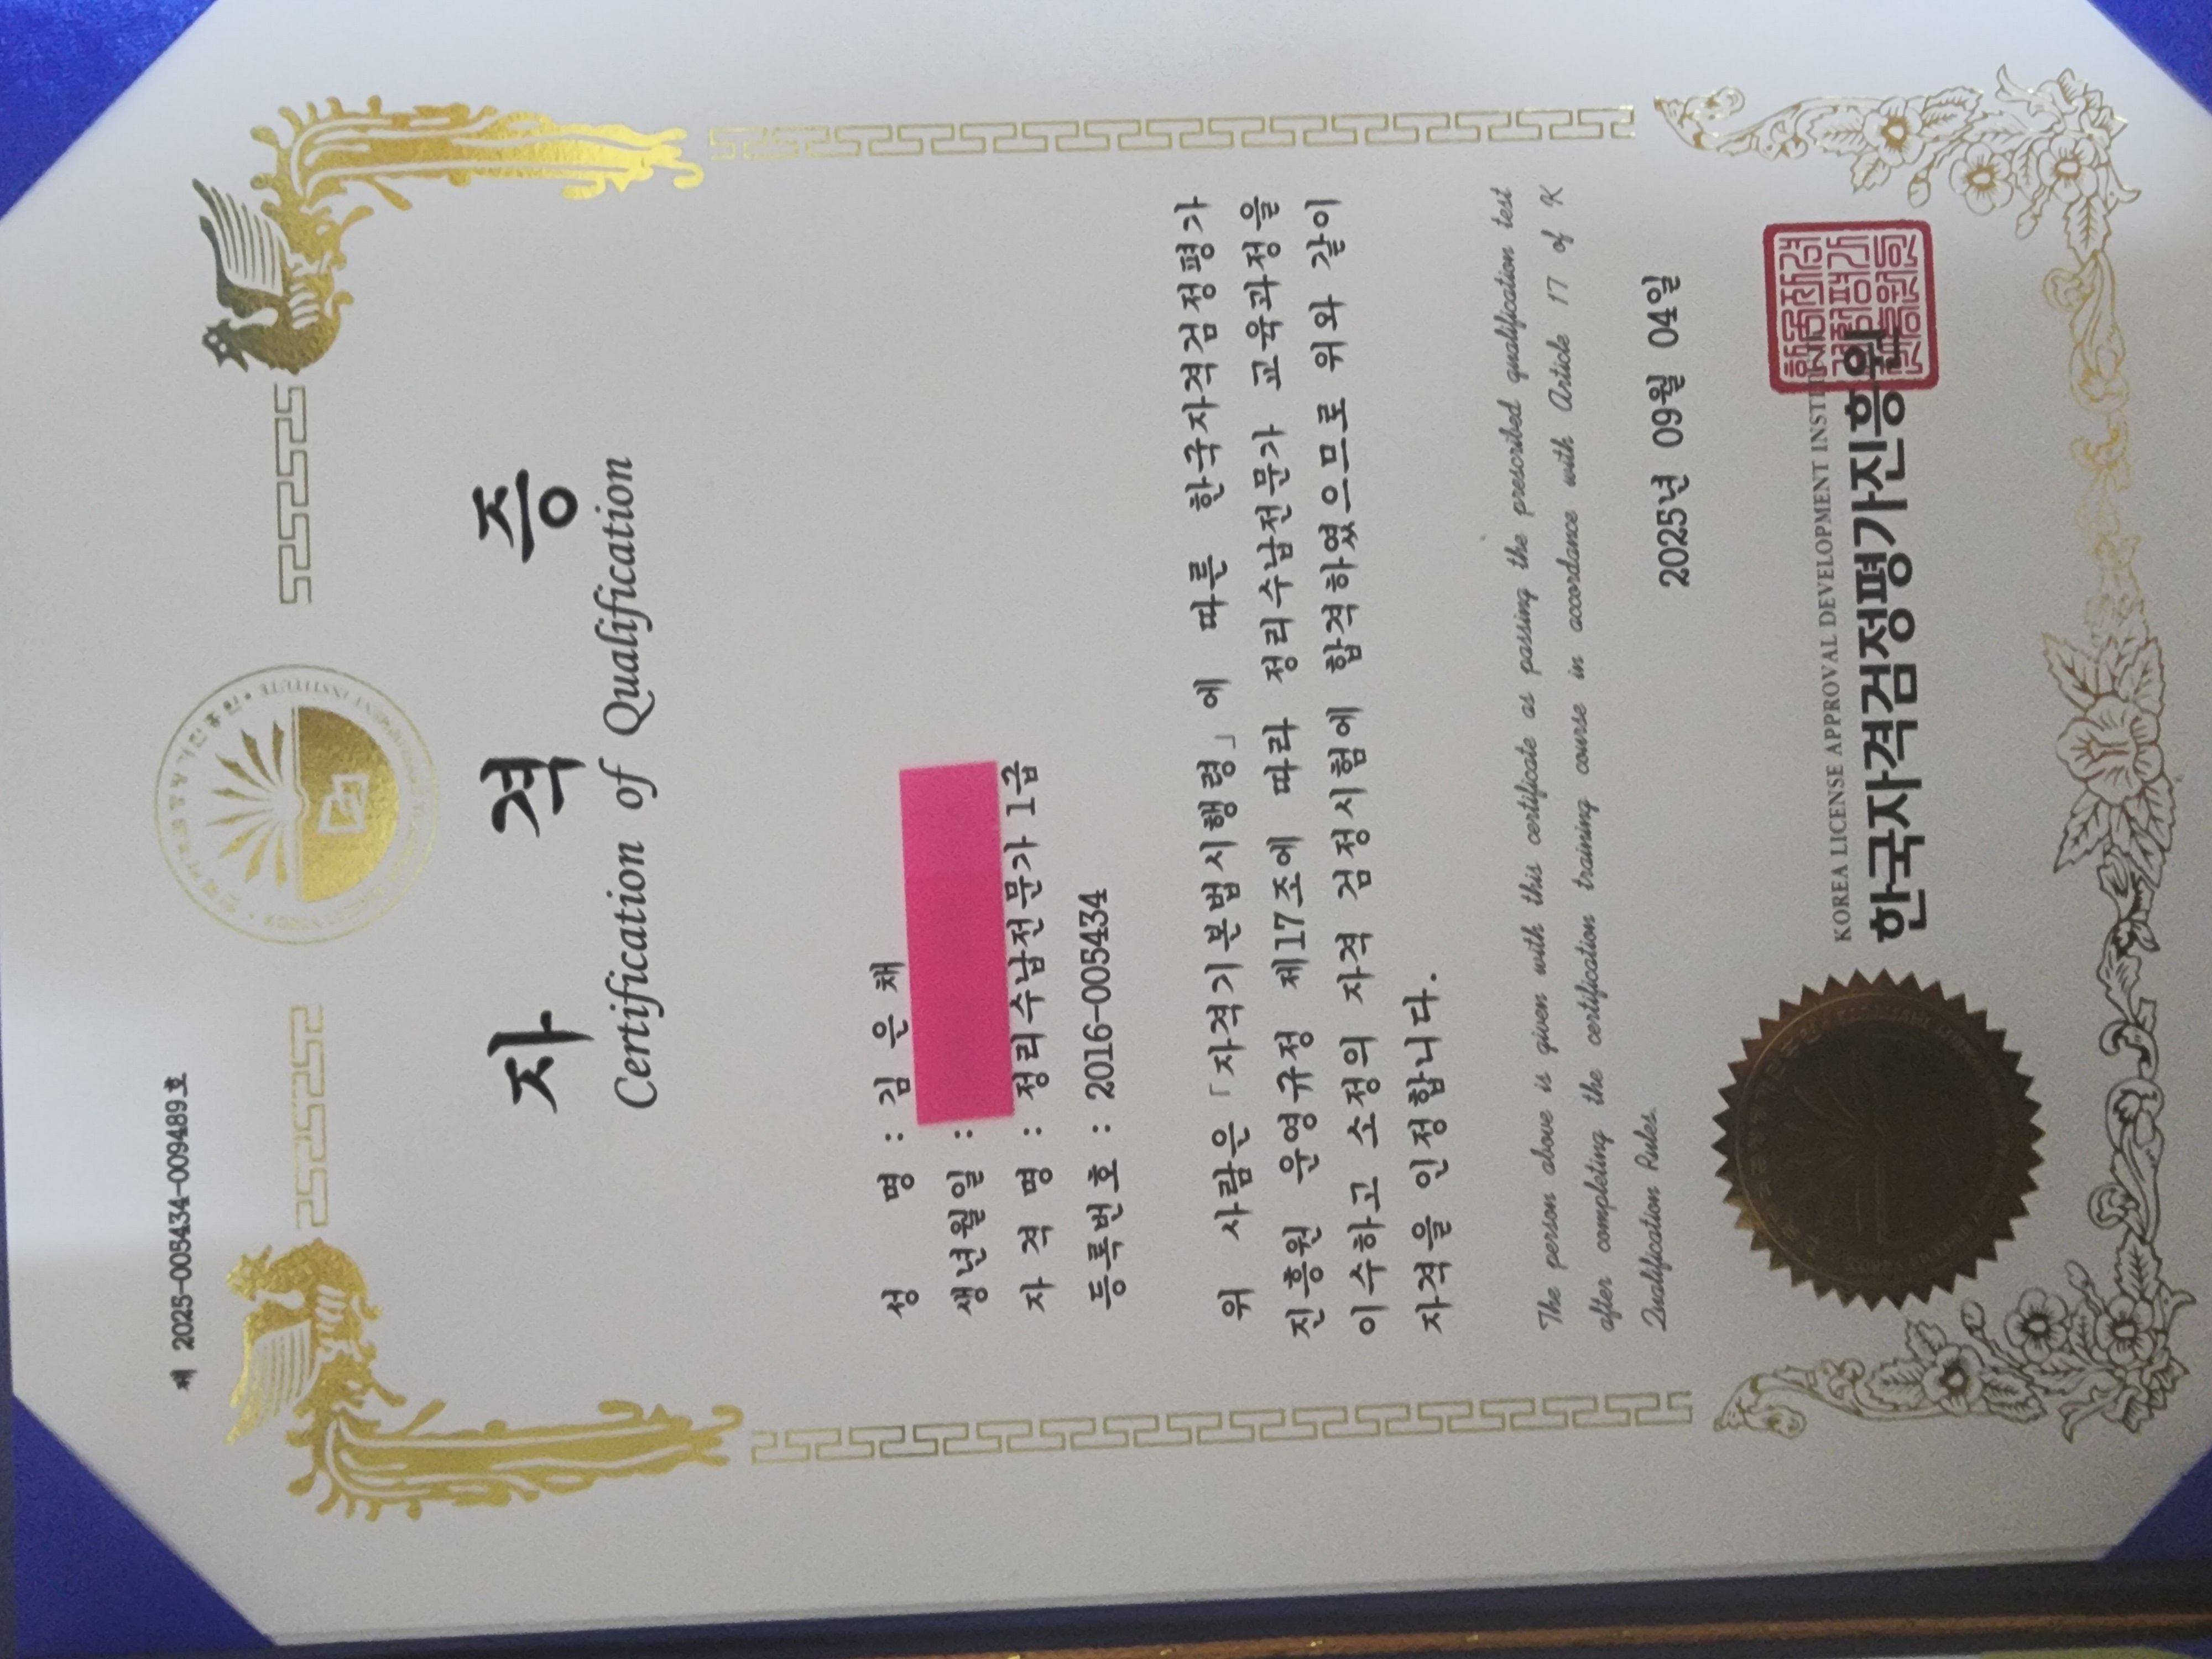 제 2025-005434-009489호
자 격 증
Certification of Qualification
성 명 : 김 은 채
생년월일 :
자 격 명 : 정리수납전문가 1급
등록번호 : 2016-005434
위 사람은 「자격기본법시행령」에 따른 한국자격검정평가
진흥원 운영규정 제17조에 따라 정리수납전문가 교육과정을
이수하고 소정의 자격 검정시험에 합격하였으므로 위와 같이
자격을 인정합니다.
The person above is given with this certificate as passing the prescribed qualification test
after completing the certification training course in accordance with Article 17 of K
Qualification Rules.
2025년 09월 04일
KOREA LICENSE APPROVAL DEVELOPMENT INSTI
한국자격검정평가진흥원